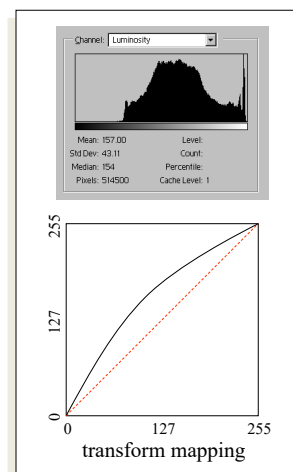 Channel: Luminosity
Mean: 157.00 Level:
Std Dev: 43.11 Count:
Median: 154 Percentile:
Pixels: 514500 Cache Level: 1
255
127
0
0 127 255
transform mapping